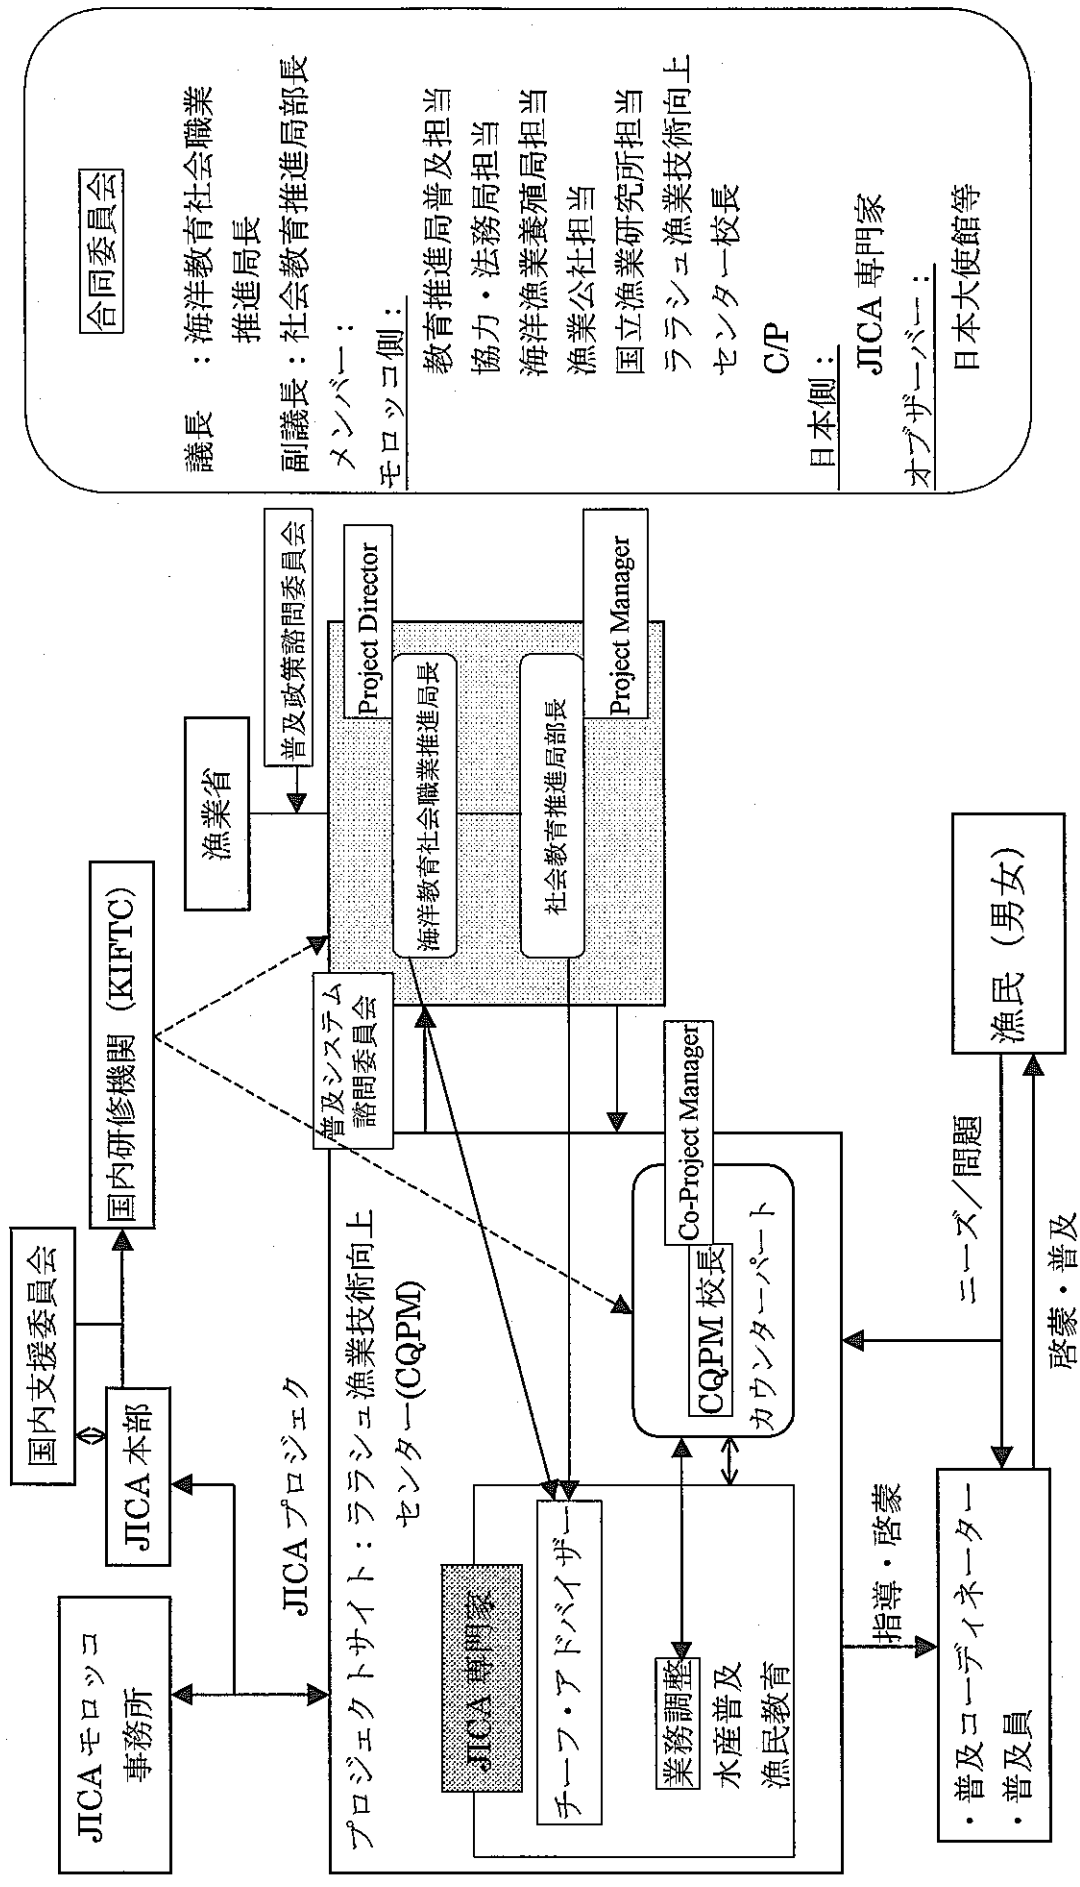 JICA モロッコ
事務所
国内支援委員会
JICA 本部
国内研修機関 (KIFTC)
漁業省
普及政策諮問委員会
JICA プロジェク
プロジェクトサイト：ララシュ漁業技術向上
センター(CQPM)
普及システム
諮問委員会
Project Director
海洋教育社会職業推進局長
社会教育推進局部長
Project Manager
JICA 専門家
チーフ・アドバイザー
業務調整
水産普及
漁民教育
Co-Project Manager
CQPM 校長
カウンターパート
指導・啓蒙
・普及コーディネーター
・普及員
ニーズ/問題
啓蒙・普及
漁民 (男女)
合同委員会
議長　：海洋教育社会職業
推進局長
副議長：社会教育推進局部長
メンバー：
モロッコ側：
教育推進局普及担当
協力・法務局担当
海洋漁業養殖局担当
漁業公社担当
国立漁業研究所担当
ララシュ漁業技術向上
センター校長
C/P
日本側：
JICA 専門家
オブザーバー：
日本大使館等